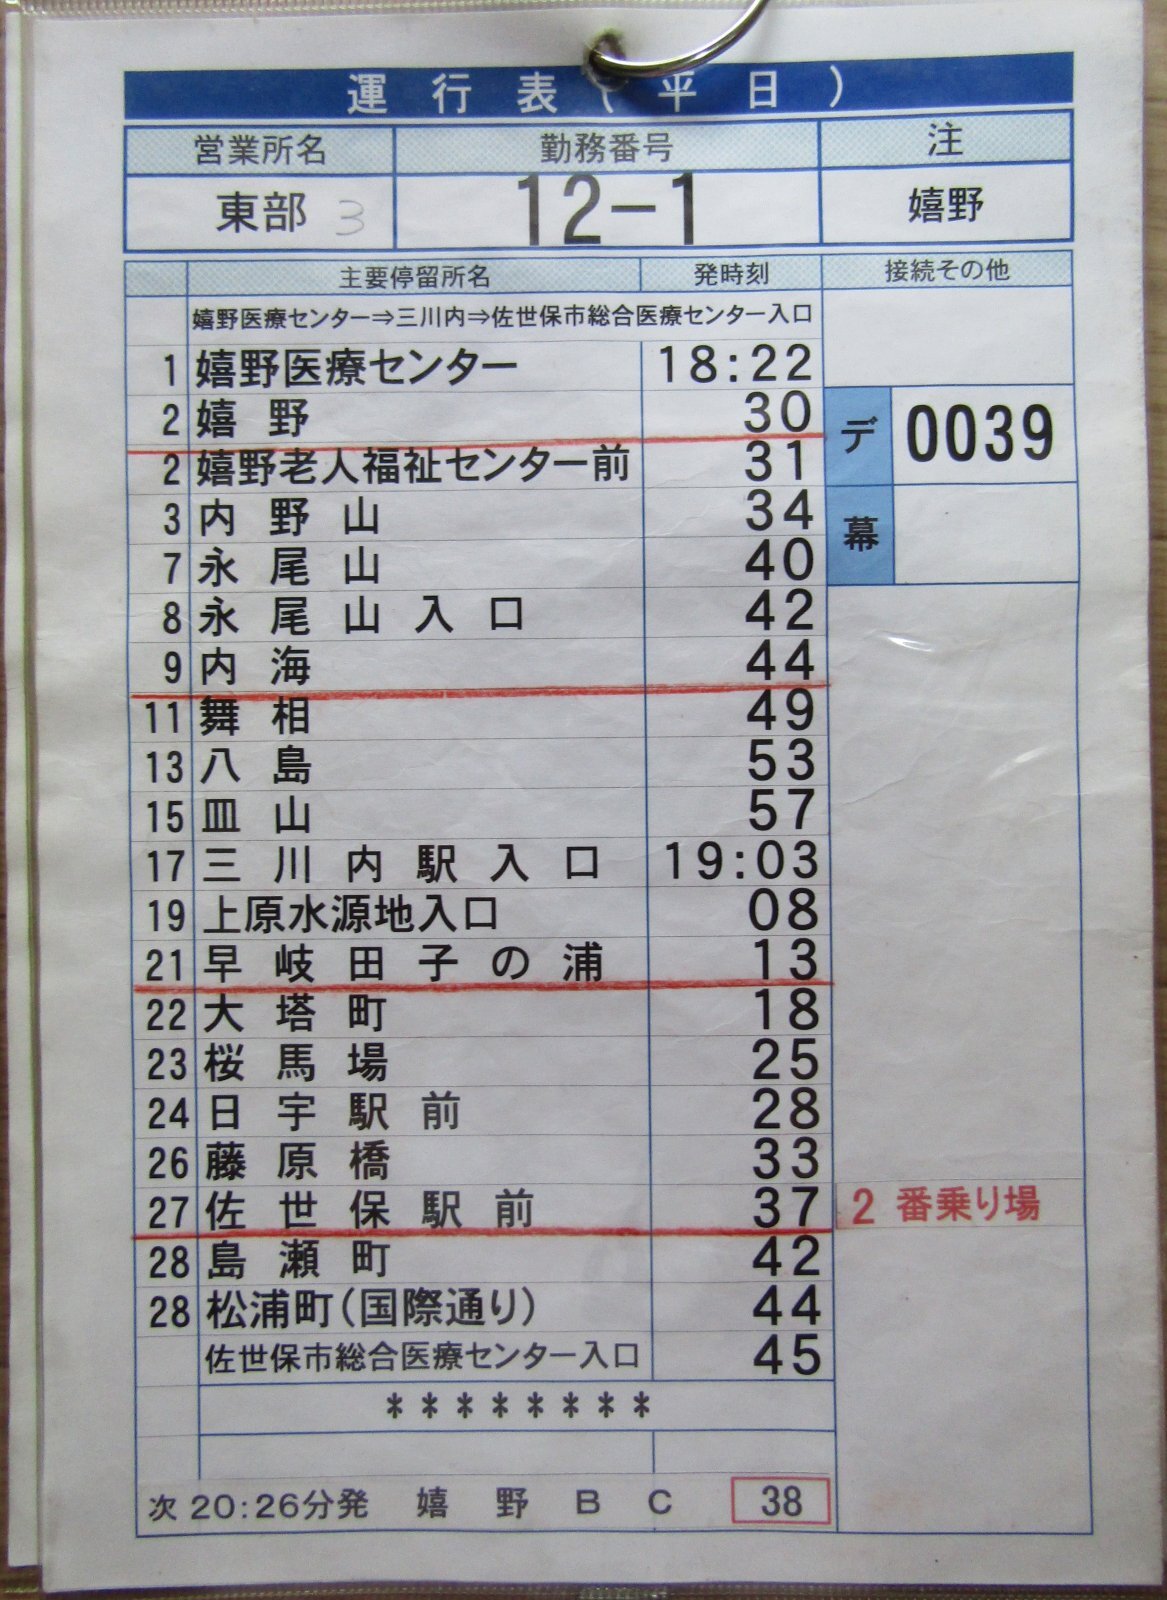 運行表(平日)
営業所名 勤務番号 注
東部 3 12-1 嬉野
主要停留所名 発時刻 接続その他
嬉野医療センター⇒三川内⇒佐世保市総合医療センター入口
1 嬉野医療センター 18:22
2 嬉野 30 デ 0039
2 嬉野老人福祉センター前 31
3 内野山 34 幕
7 永尾山 40
8 永尾山入口 42
9 内海 44
11 舞相 49
13 八島 53
15 皿山 57
17 三川内駅入口 19:03
19 上原水源地入口 08
21 早岐田子の浦 13
22 大塔町 18
23 桜馬場 25
24 日宇駅前 28
26 藤原橋 33
27 佐世保駅前 37 2 番乗り場
28 島瀬町 42
28 松浦町(国際通り) 44
佐世保市総合医療センター入口 45
********
次 20:26分発 嬉野BC 38